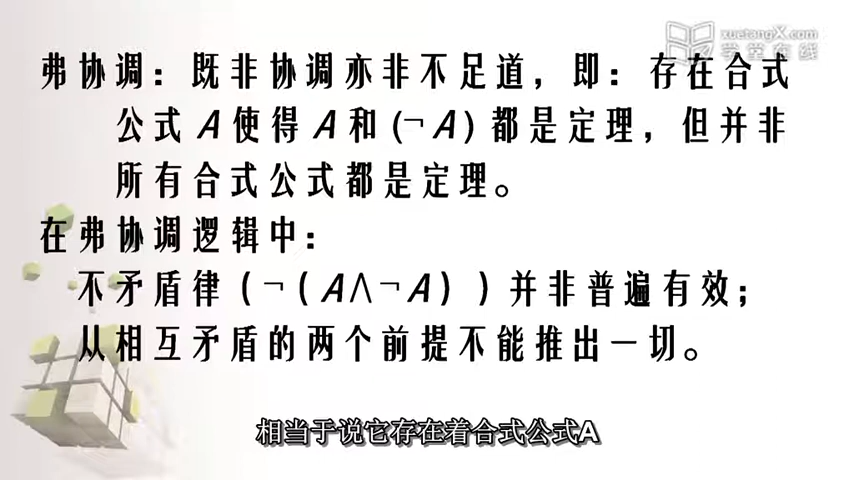 xuetangX.com
学堂在线
弗协调：既非协调亦非不足道，即：存在合式
公式 A 使得 A 和 (¬ A) 都是定理，但并非
所有合式公式都是定理。
在弗协调逻辑中：
不矛盾律（¬（A∧¬A））并非普遍有效；
从相互矛盾的两个前提不能推出一切。
相当于说它存在着合式公式A